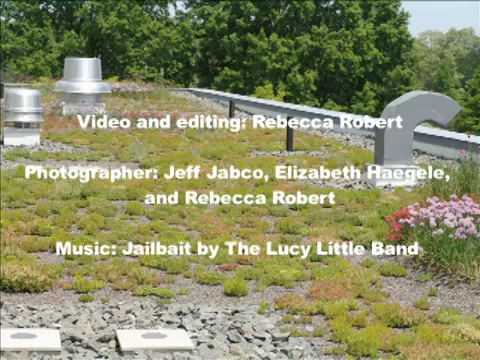 Video and editing: Rebecca Robert
Photographer: Jeff Jabco, Elizabeth Haegele,
and Rebecca Robert
Music: Jailbait by The Lucy Little Band